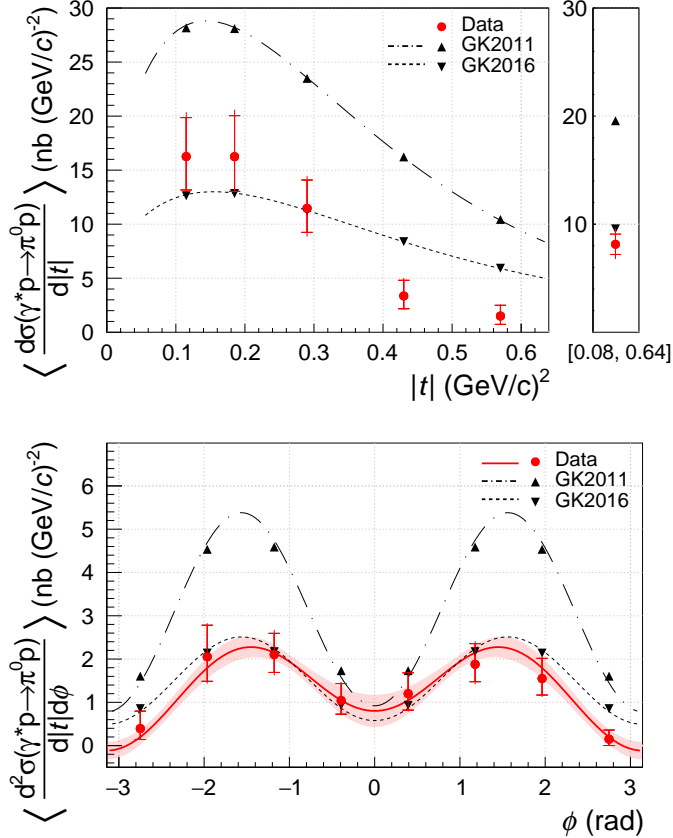 ⟨ dσ(γ*p→π⁰p) / d|t| ⟩ (nb (GeV/c)⁻²)
30
25
20
15
10
5
0
Data
GK2011
GK2016
30
20
10
0 0.1 0.2 0.3 0.4 0.5 0.6
[0.08, 0.64]
|t| (GeV/c)²
⟨ d²σ(γ*p→π⁰p) / d|t|dϕ ⟩ (nb (GeV/c)⁻²)
6
5
4
3
2
1
0
Data
GK2011
GK2016
−3 −2 −1 0 1 2 3
ϕ (rad)